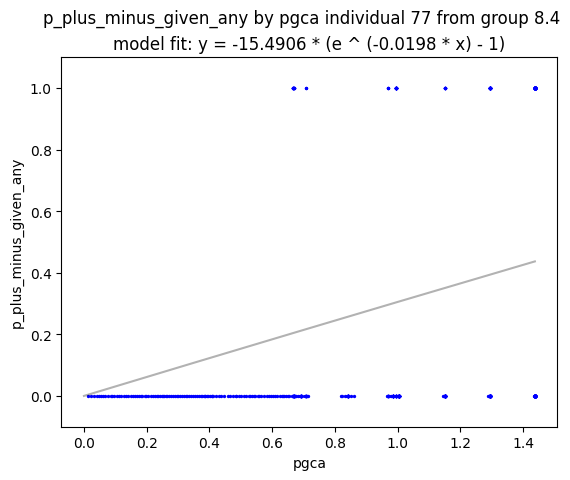 p_plus_minus_given_any by pgca individual 77 from group 8.4
model fit: y = -15.4906 * (e ^ (-0.0198 * x) - 1)
1.0
0.8
0.6
0.4
0.2
0.0
p_plus_minus_given_any
0.0 0.2 0.4 0.6 0.8 1.0 1.2 1.4
pgca